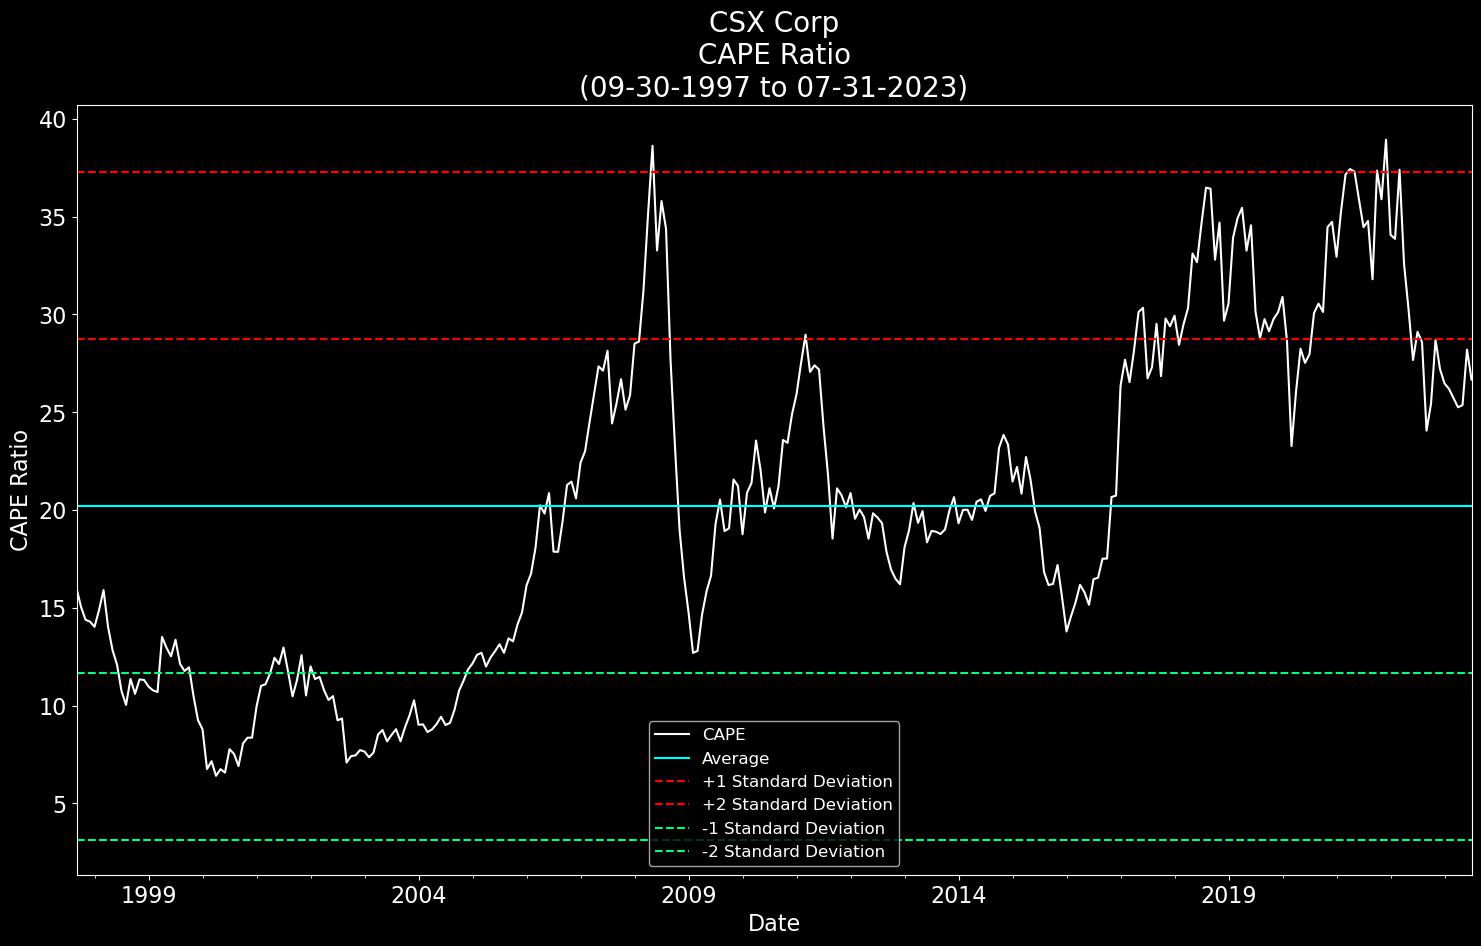 CSX Corp
CAPE Ratio
(09-30-1997 to 07-31-2023)
40
35
30
25
20
15
10
5
CAPE Ratio
CAPE
Average
+1 Standard Deviation
+2 Standard Deviation
-1 Standard Deviation
-2 Standard Deviation
1999 2004 2009 2014 2019
Date